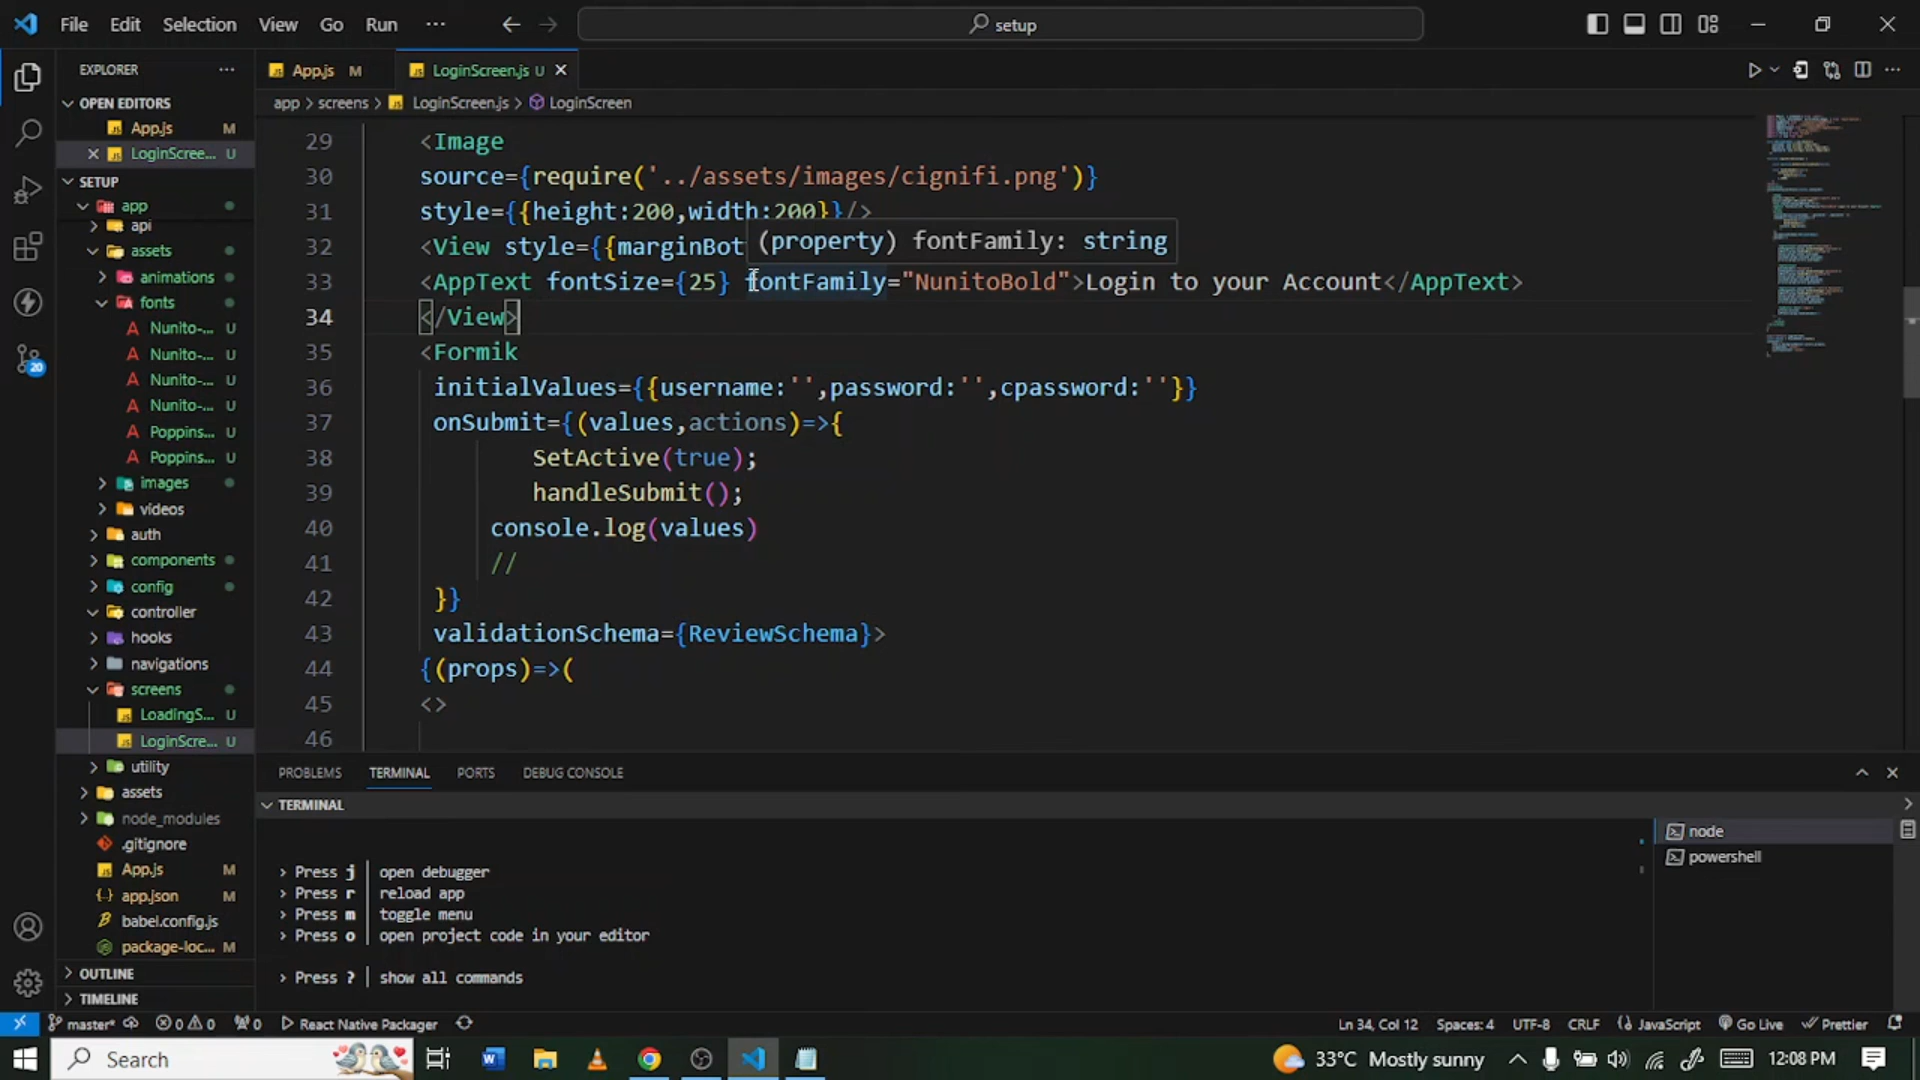 File Edit Selection View Go Run ··· setup
EXPLORER ···
OPEN EDITORS
App.js M
LoginScree... U
SETUP
app
api
assets
animations
fonts
Nunito-... U
Nunito-... U
Nunito-... U
Nunito-... U
Poppins... U
Poppins... U
images
videos
auth
components
config
controller
hooks
navigations
screens
LoadingS... U
LoginScre... U
utility
assets
node_modules
.gitignore
App.js M
app.json M
babel.config.js
package-loc... M
OUTLINE
TIMELINE
20
App.js M LoginScreen.js U
app > screens > LoginScreen.js > LoginScreen
29 <Image
30 source={require('../assets/images/cignifi.png')}
31 style={{height:200,width:200}}/>
32 <View style={{marginBott
(property) fontFamily: string
33 <AppText fontSize={25} fontFamily="NunitoBold">Login to your Account</AppText>
34 </View>
35 <Formik
36 initialValues={{username:'',password:'',cpassword:''}}
37 onSubmit={(values,actions)=>{
38 SetActive(true);
39 handleSubmit();
40 console.log(values)
41 //
42 }}
43 validationSchema={ReviewSchema}>
44 {(props)=>(
45 <>
46
PROBLEMS TERMINAL PORTS DEBUG CONSOLE
TERMINAL
› Press j │ open debugger
› Press r │ reload app
› Press m │ toggle menu
› Press o │ open project code in your editor
› Press ? │ show all commands
node
powershell
master* 0 0 0 React Native Packager Ln 34, Col 12 Spaces: 4 UTF-8 CRLF JavaScript Go Live Prettier
Search 33°C Mostly sunny 12:08 PM